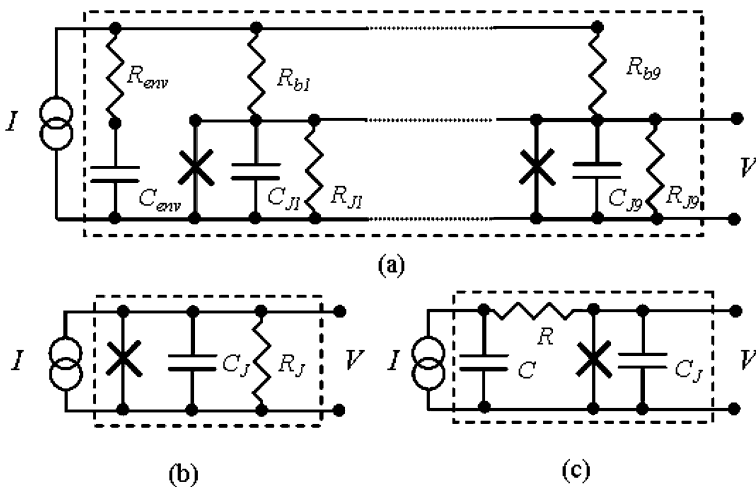 R_env R_b1 R_b9
I
C_env C_J1 R_J1 C_J9 R_J9 V
(a)
I C_J R_J V
I C R C_J V
(b)
(c)